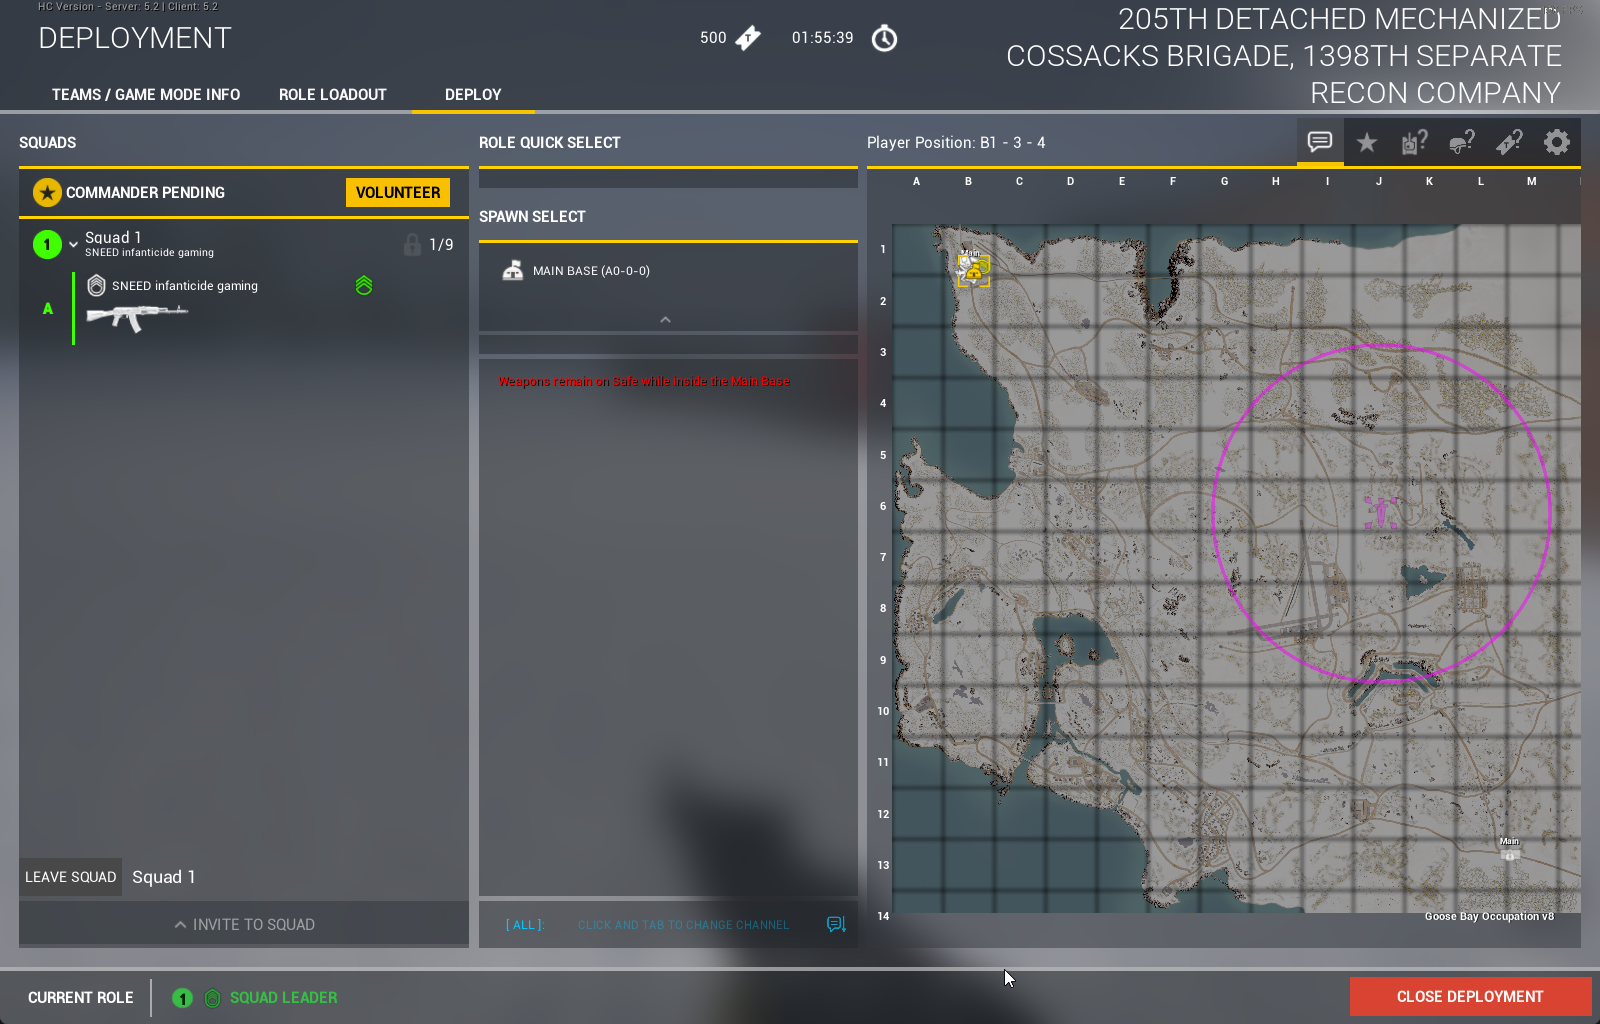 HC Version - Server: 5.2 | Client: 5.2
DEPLOYMENT
500
01:55:39
205TH DETACHED MECHANIZED
COSSACKS BRIGADE, 1398TH SEPARATE
RECON COMPANY
TEAMS / GAME MODE INFO
ROLE LOADOUT
DEPLOY
SQUADS
COMMANDER PENDING
VOLUNTEER
1
Squad 1
SNEED infanticide gaming
1/9
A
SNEED infanticide gaming
LEAVE SQUAD
Squad 1
INVITE TO SQUAD
ROLE QUICK SELECT
SPAWN SELECT
MAIN BASE (A0-0-0)
Weapons remain on Safe while inside the Main Base
[ ALL ]:
CLICK AND TAB TO CHANGE CHANNEL
Player Position: B1 - 3 - 4
A B C D E F G H I J K L M
1
2
3
4
5
6
7
8
9
10
11
12
13
14
Main
Main
Goose Bay Occupation v8
CURRENT ROLE
1
SQUAD LEADER
CLOSE DEPLOYMENT